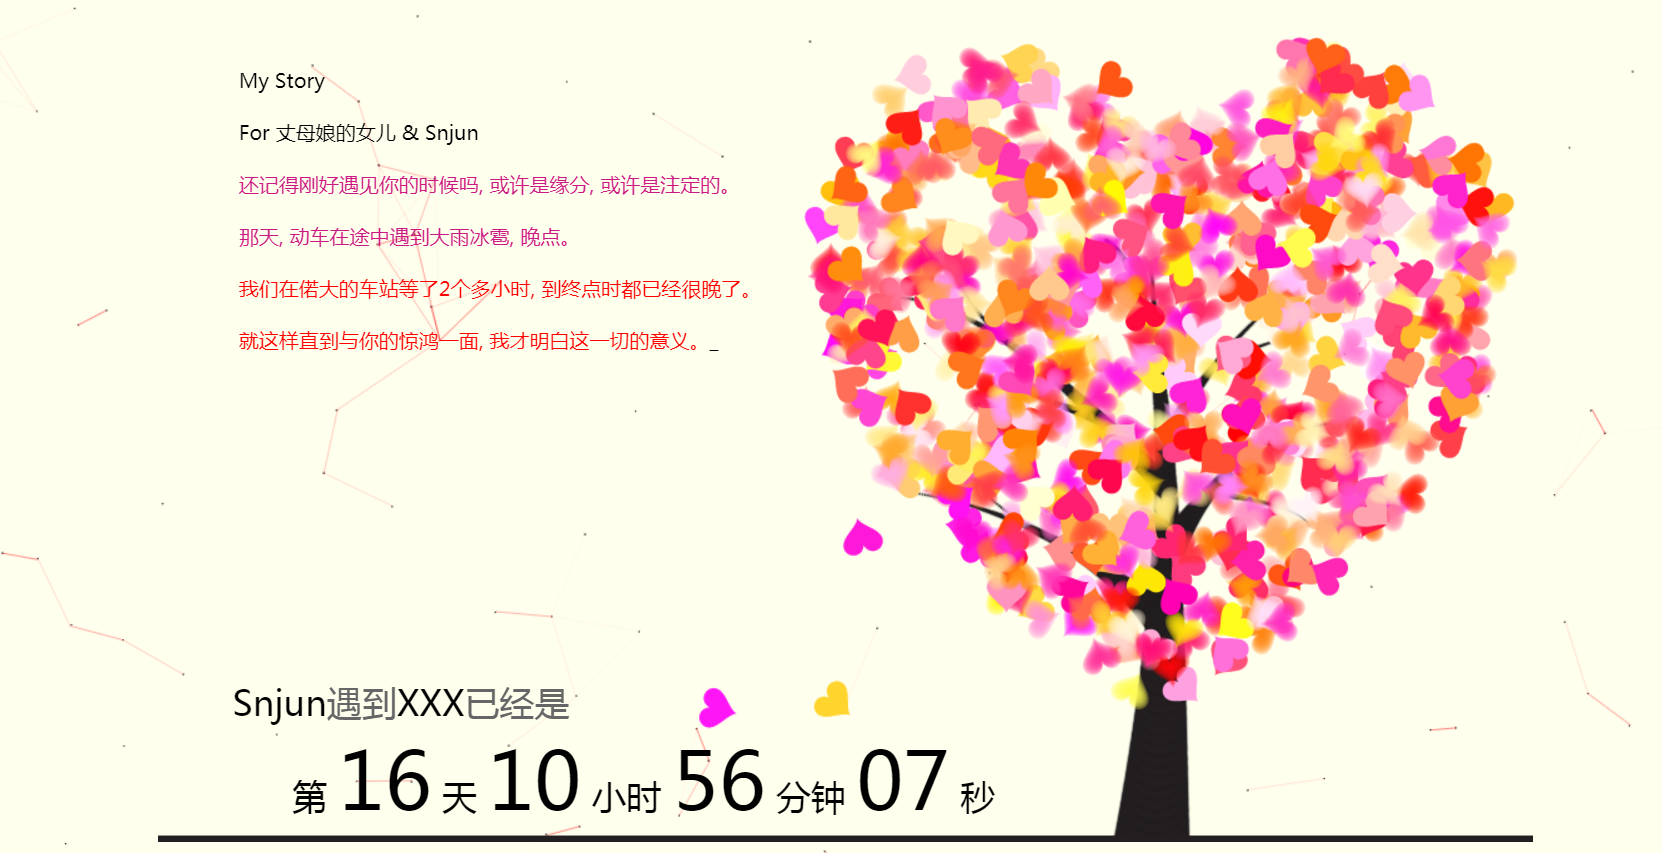 My Story
For 丈母娘的女儿 & Snjun
还记得刚好遇见你的时候吗, 或许是缘分, 或许是注定的。
那天, 动车在途中遇到大雨冰雹, 晚点。
我们在偌大的车站等了2个多小时, 到终点时都已经很晚了。
就这样直到与你的惊鸿一面, 我才明白这一切的意义。_
Snjun遇到XXX已经是
第 16 天 10 小时 56 分钟 07 秒